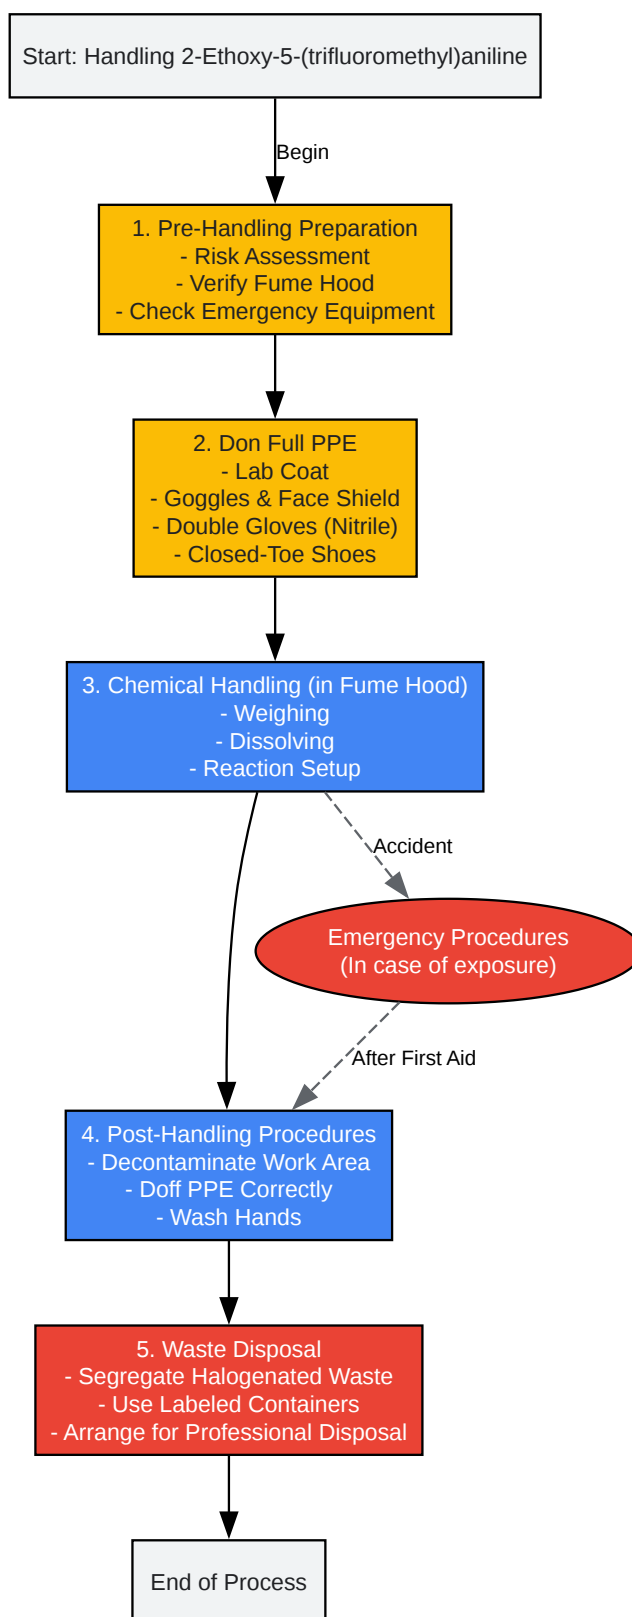 Start: Handling 2-Ethoxy-5-(trifluoromethyl)aniline
Begin
1. Pre-Handling Preparation
- Risk Assessment
- Verify Fume Hood
- Check Emergency Equipment
2. Don Full PPE
- Lab Coat
- Goggles & Face Shield
- Double Gloves (Nitrile)
- Closed-Toe Shoes
3. Chemical Handling (in Fume Hood)
- Weighing
- Dissolving
- Reaction Setup
Accident
Emergency Procedures
(In case of exposure)
After First Aid
4. Post-Handling Procedures
- Decontaminate Work Area
- Doff PPE Correctly
- Wash Hands
5. Waste Disposal
- Segregate Halogenated Waste
- Use Labeled Containers
- Arrange for Professional Disposal
End of Process